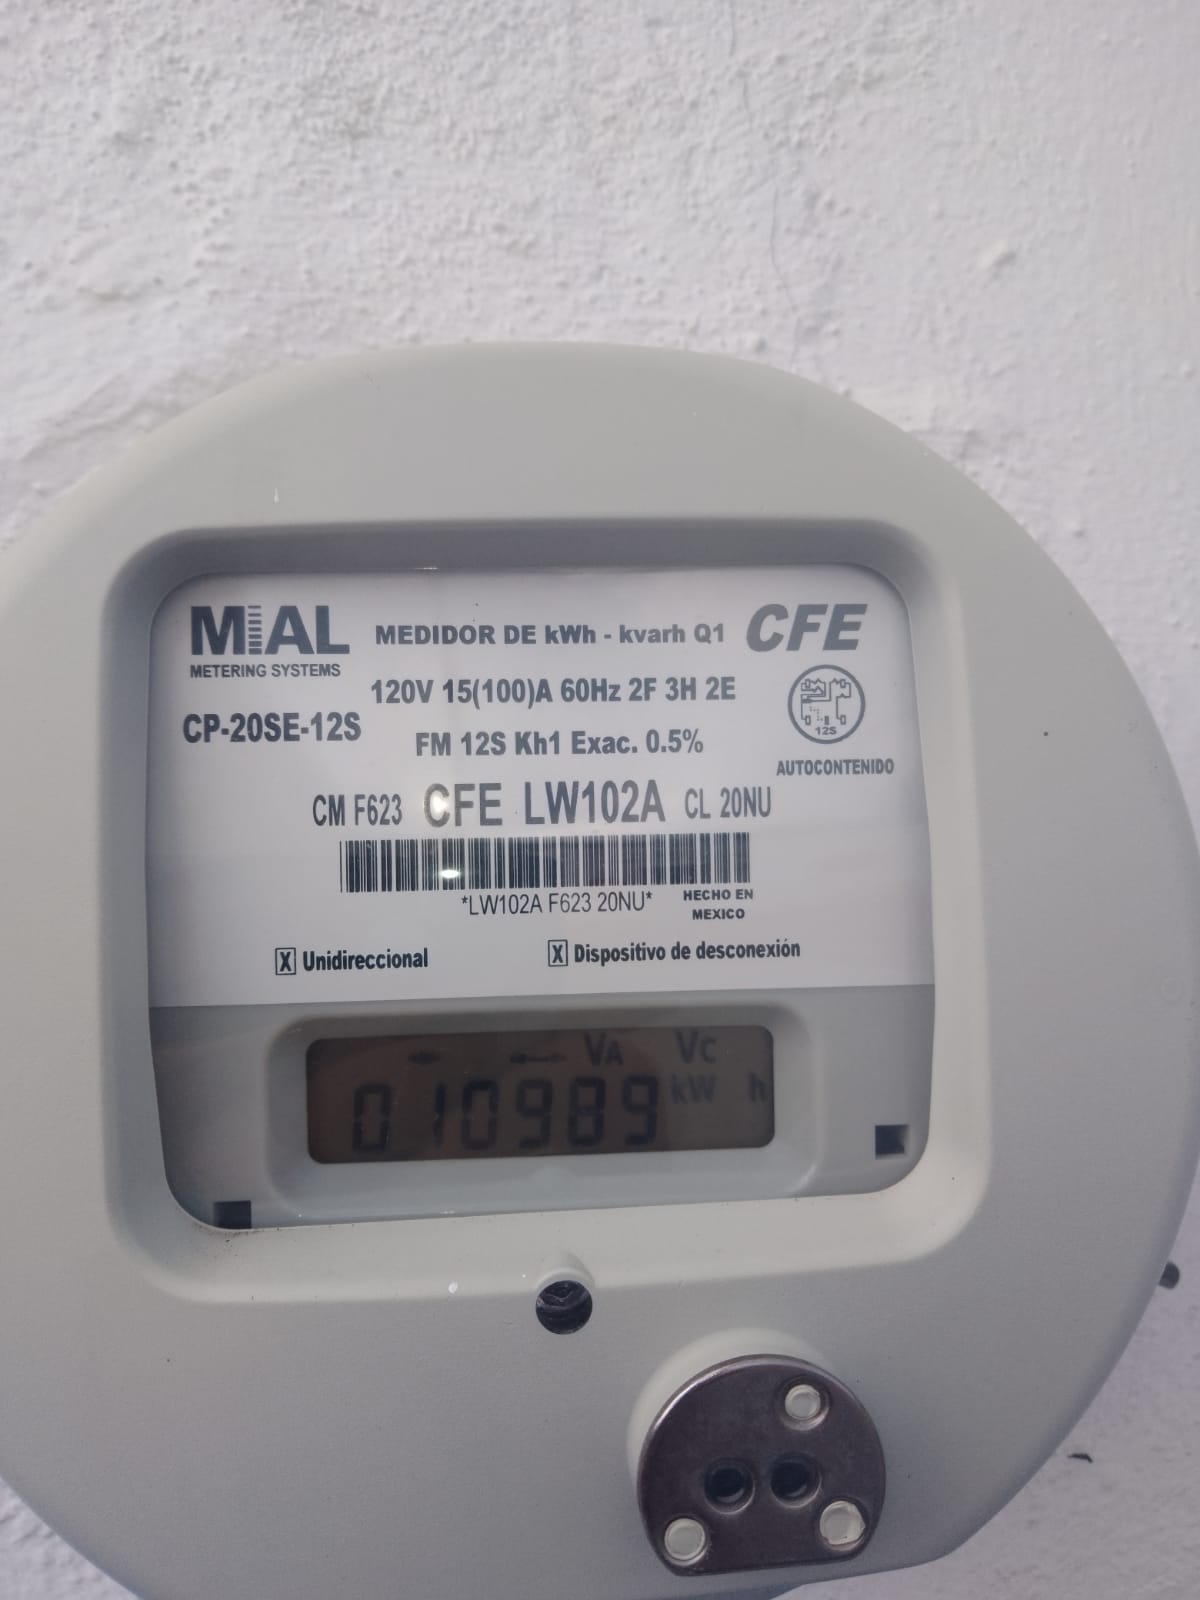 MIAL
METERING SYSTEMS
MEDIDOR DE kWh - kvarh Q1
CFE
120V 15(100)A 60Hz 2F 3H 2E
CP-20SE-12S
FM 12S Kh1 Exac. 0.5%
12S
AUTOCONTENIDO
CM F623 CFE LW102A CL 20NU
*LW102A F623 20NU*
HECHO EN
MEXICO
X Unidireccional
X Dispositivo de desconexión
VA VC
010989 kW h